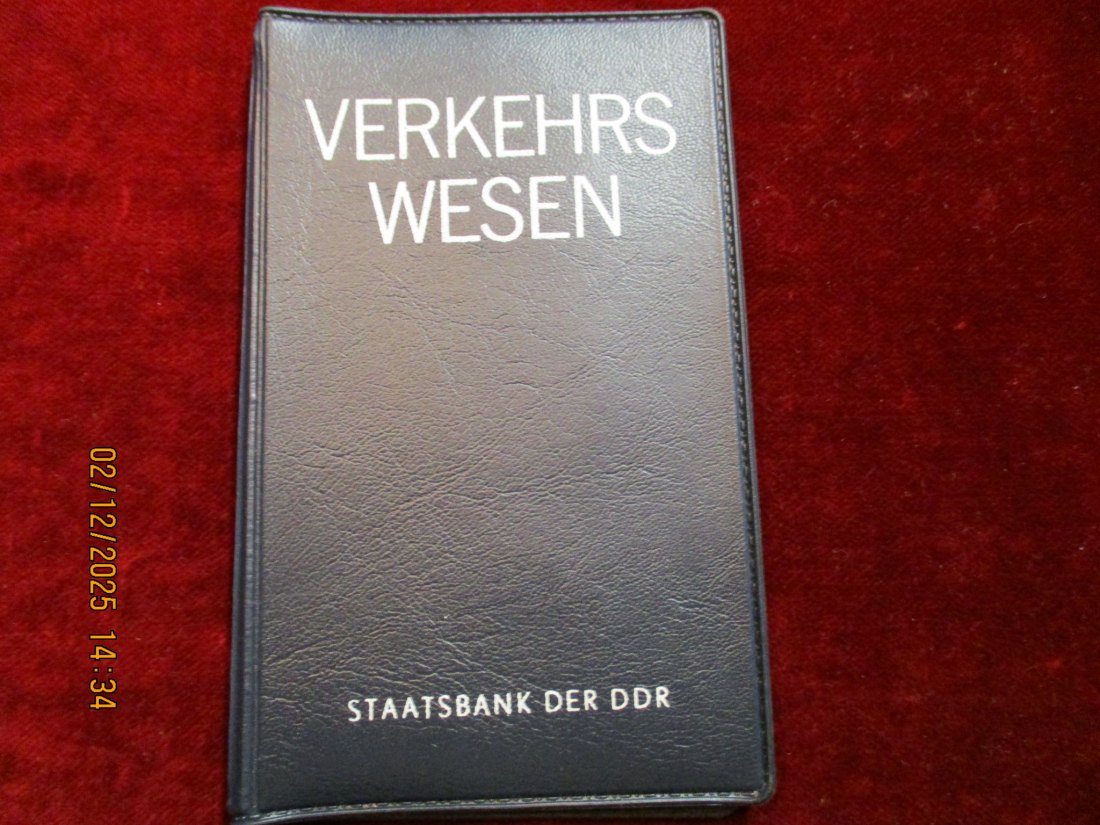 VERKEHRS
WESEN
STAATSBANK DER DDR
02/12/2025 14:34